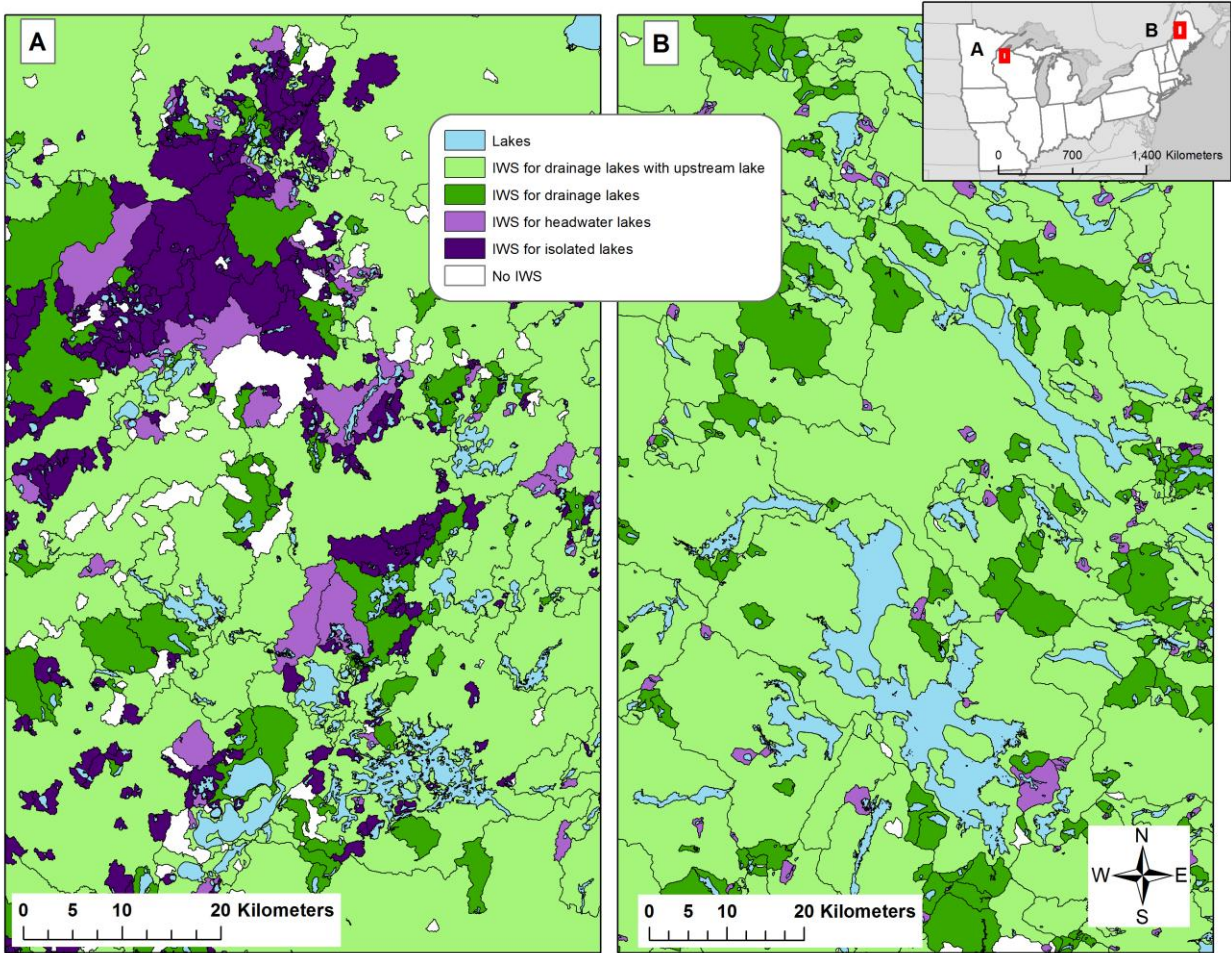 A
B
A
B
0 700 1,400 Kilometers
Lakes
IWS for drainage lakes with upstream lake
IWS for drainage lakes
IWS for headwater lakes
IWS for isolated lakes
No IWS
N
W E
S
0 5 10 20 Kilometers
0 5 10 20 Kilometers